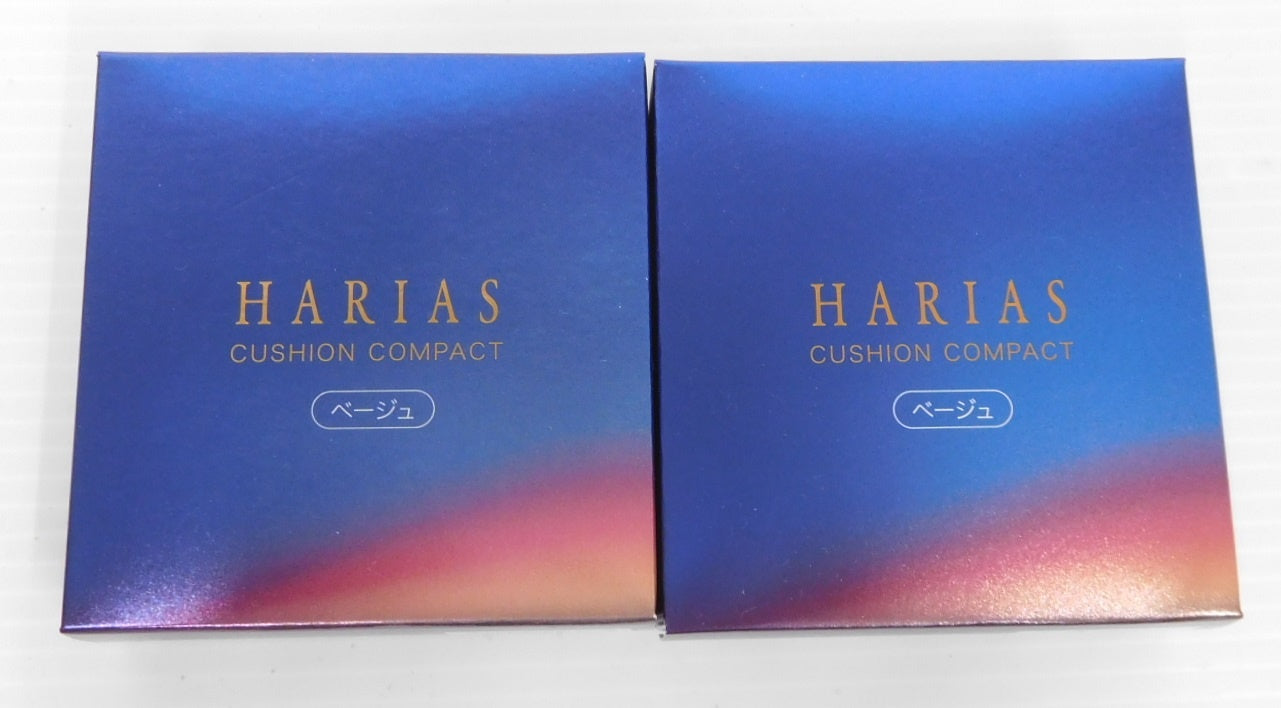 HARIAS
CUSHION COMPACT
ベージュ
HARIAS
CUSHION COMPACT
ベージュ